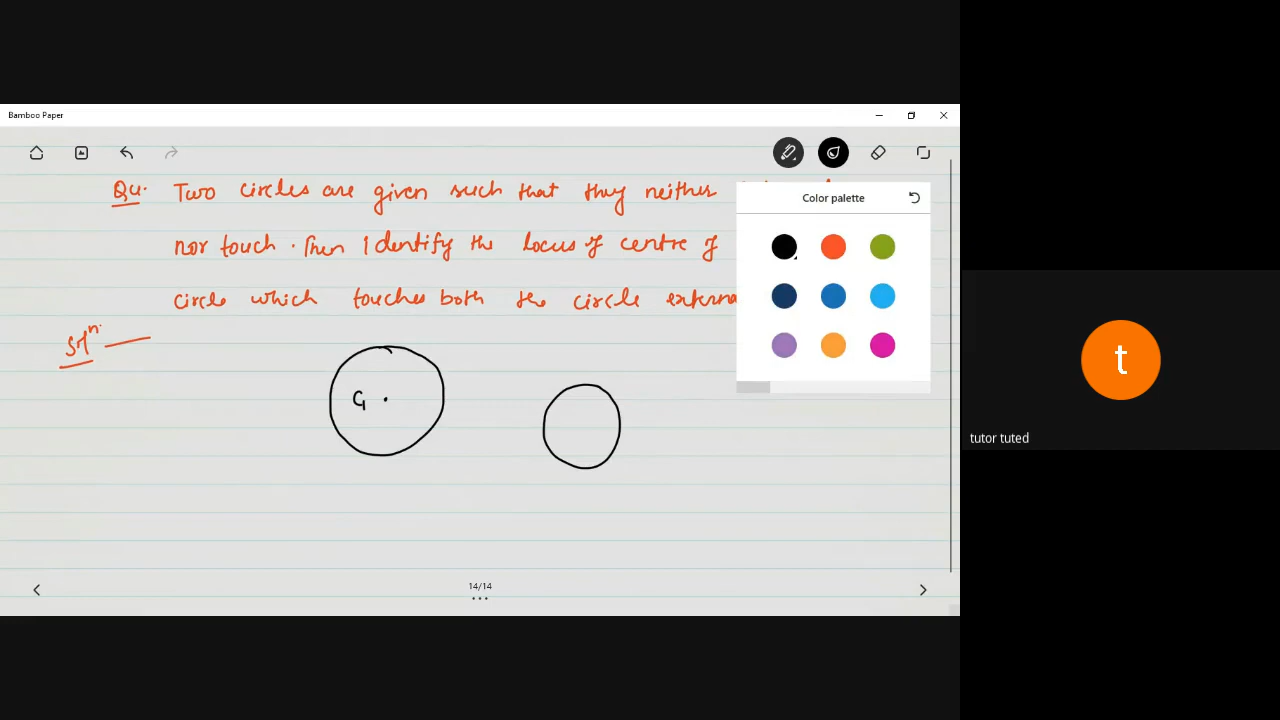 Bamboo Paper
Qu. Two circles are given such that they neither
nor touch. Then Identify the locus of centre of
circle which touches both the circle externa
Solⁿ.
C₁
Color palette
t
tutor tuted
14/14